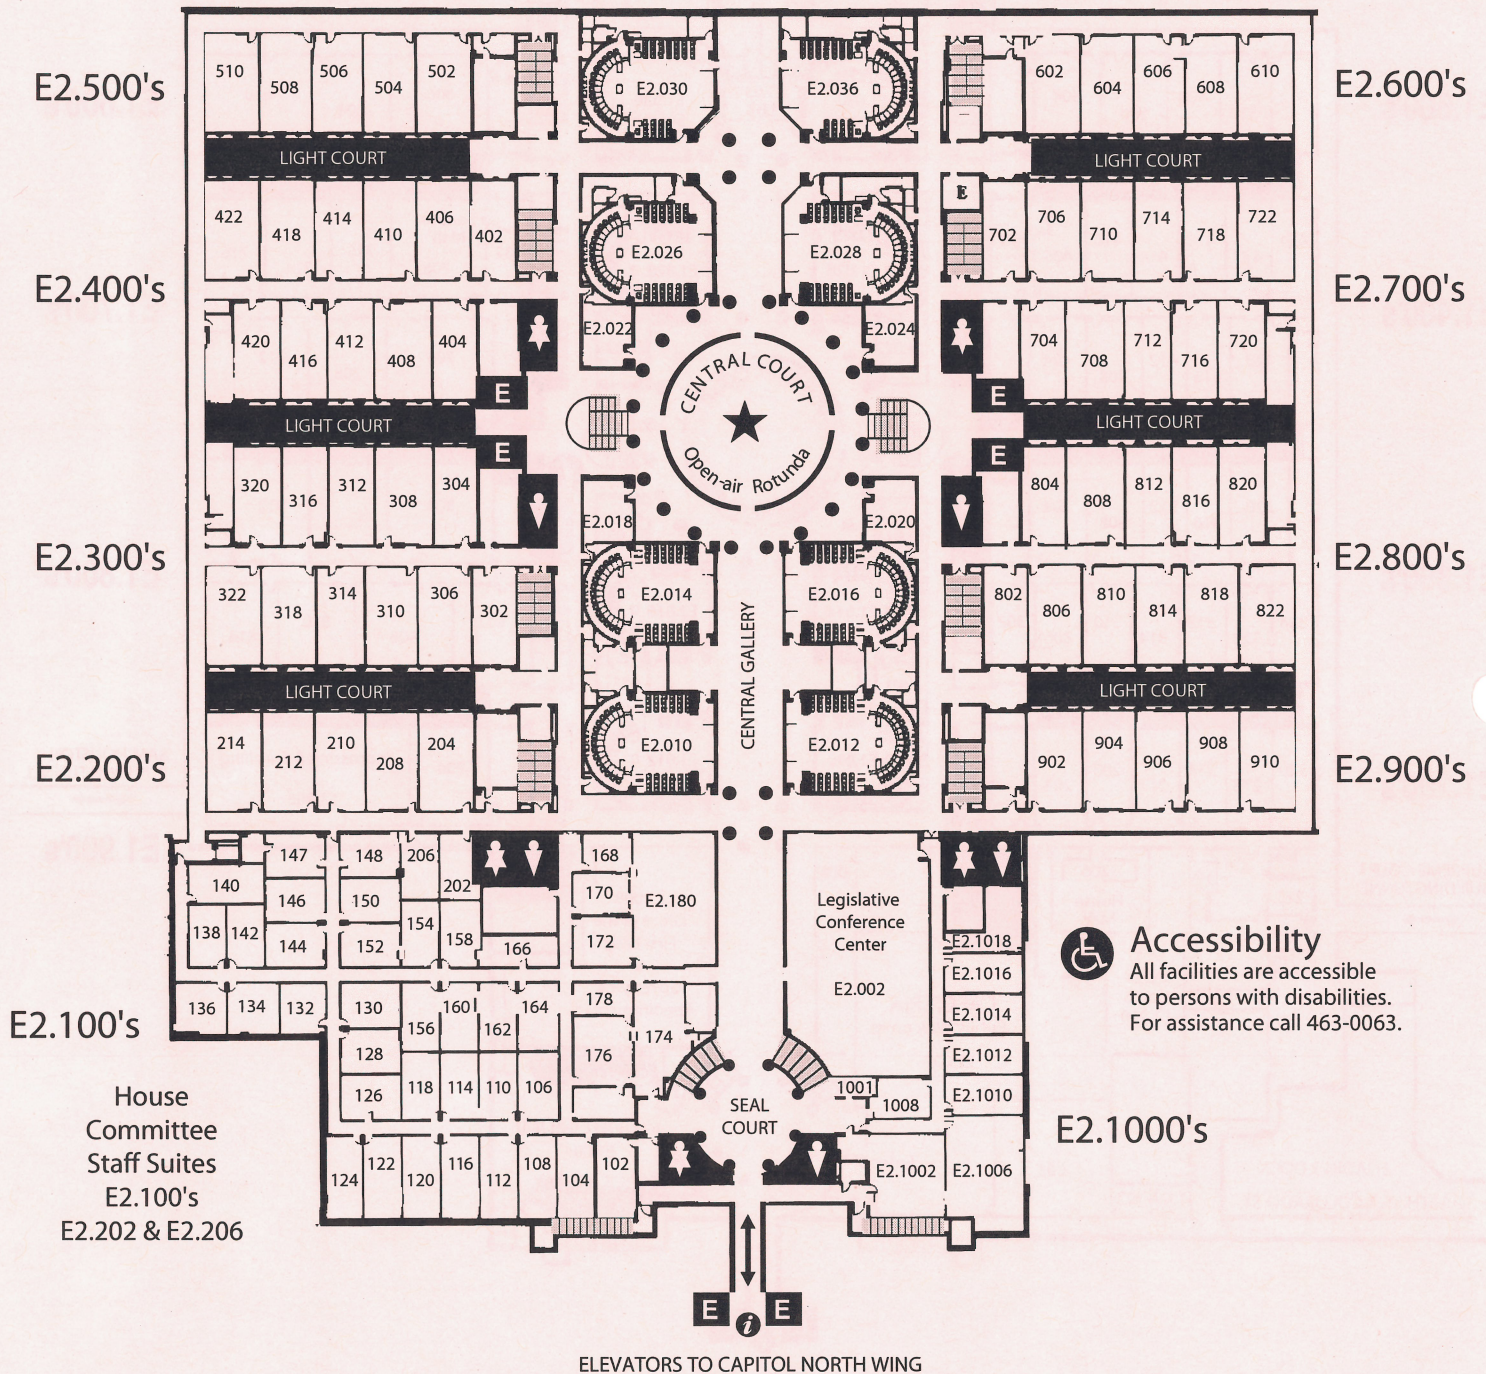 E2.500's
510
508
506
504
502
E2.030
E2.036
602
604
606
608
610
E2.600's
LIGHT COURT
LIGHT COURT
422
418
414
410
406
402
E2.026
E2.028
E
702
706
710
714
718
722
E2.400's
E2.700's
420
416
412
408
404
E2.022
E2.024
704
708
712
716
720
E
E
LIGHT COURT
CENTRAL COURT
Open-air Rotunda
LIGHT COURT
E
E
320
316
312
308
304
E2.018
E2.020
804
808
812
816
820
E2.300's
E2.800's
322
318
314
310
306
302
E2.014
E2.016
802
806
810
814
818
822
CENTRAL GALLERY
LIGHT COURT
LIGHT COURT
214
212
210
208
204
E2.010
E2.012
902
904
906
908
910
E2.200's
E2.900's
147
148
206
202
168
140
146
150
170
E2.180
138
142
144
152
154
158
166
172
Legislative
Conference
Center
E2.002
E2.1018
E2.1016
E2.1014
E2.1012
E2.1010
Accessibility
All facilities are accessible
to persons with disabilities.
For assistance call 463-0063.
136
134
132
130
160
164
178
E2.100's
156
162
174
128
176
126
118
114
110
106
1001
1008
SEAL
COURT
E2.1000's
House
Committee
Staff Suites
E2.100's
E2.202 & E2.206
124
122
120
116
112
108
104
102
E2.1002
E2.1006
E
i
E
ELEVATORS TO CAPITOL NORTH WING